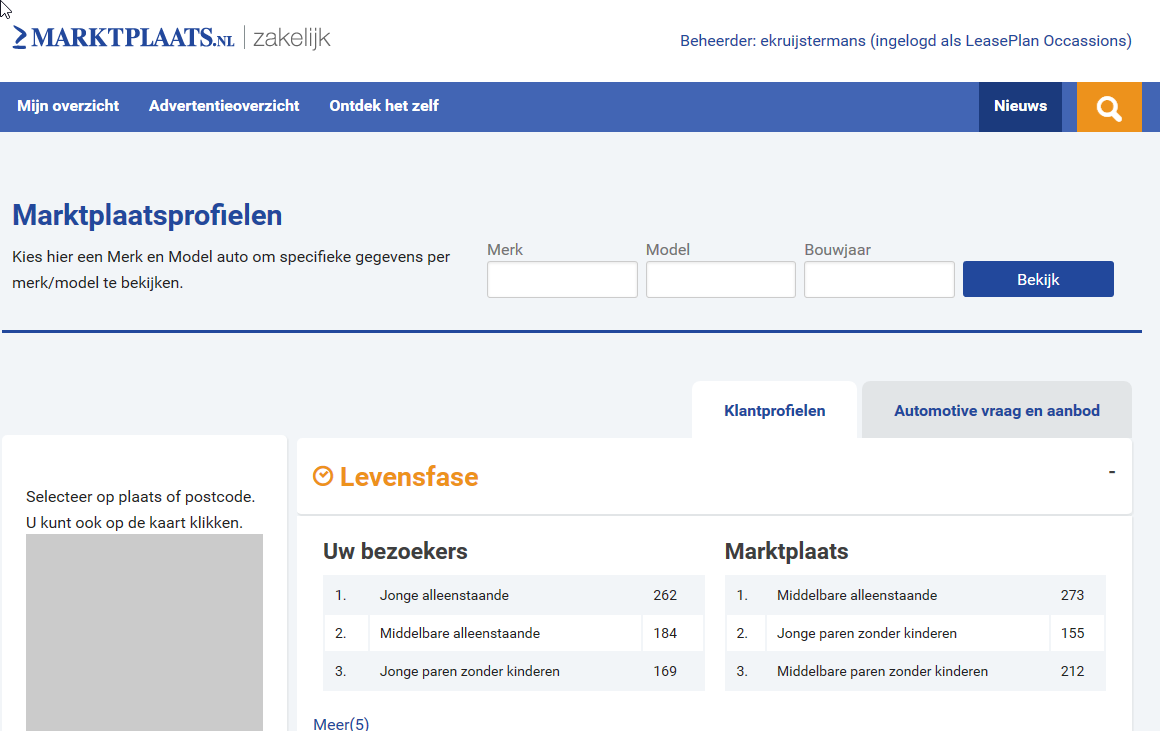 MARKTPLAATS.NL zakelijk
Beheerder: ekruijstermans (ingelogd als LeasePlan Occassions)
Mijn overzicht Advertentieoverzicht Ontdek het zelf Nieuws
Marktplaatsprofielen
Kies hier een Merk en Model auto om specifieke gegevens per
merk/model te bekijken.
Merk Model Bouwjaar
Bekijk
Klantprofielen Automotive vraag en aanbod
Selecteer op plaats of postcode.
U kunt ook op de kaart klikken.
Levensfase -
Uw bezoekers
1. Jonge alleenstaande 262
2. Middelbare alleenstaande 184
3. Jonge paren zonder kinderen 169
Meer(5)
Marktplaats
1. Middelbare alleenstaande 273
2. Jonge paren zonder kinderen 155
3. Middelbare paren zonder kinderen 212